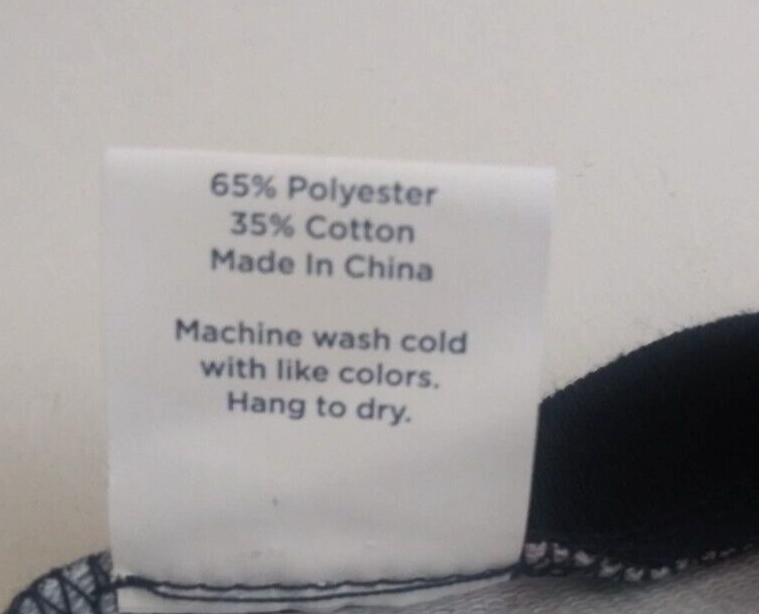 65% Polyester
35% Cotton
Made In China
Machine wash cold
with like colors.
Hang to dry.